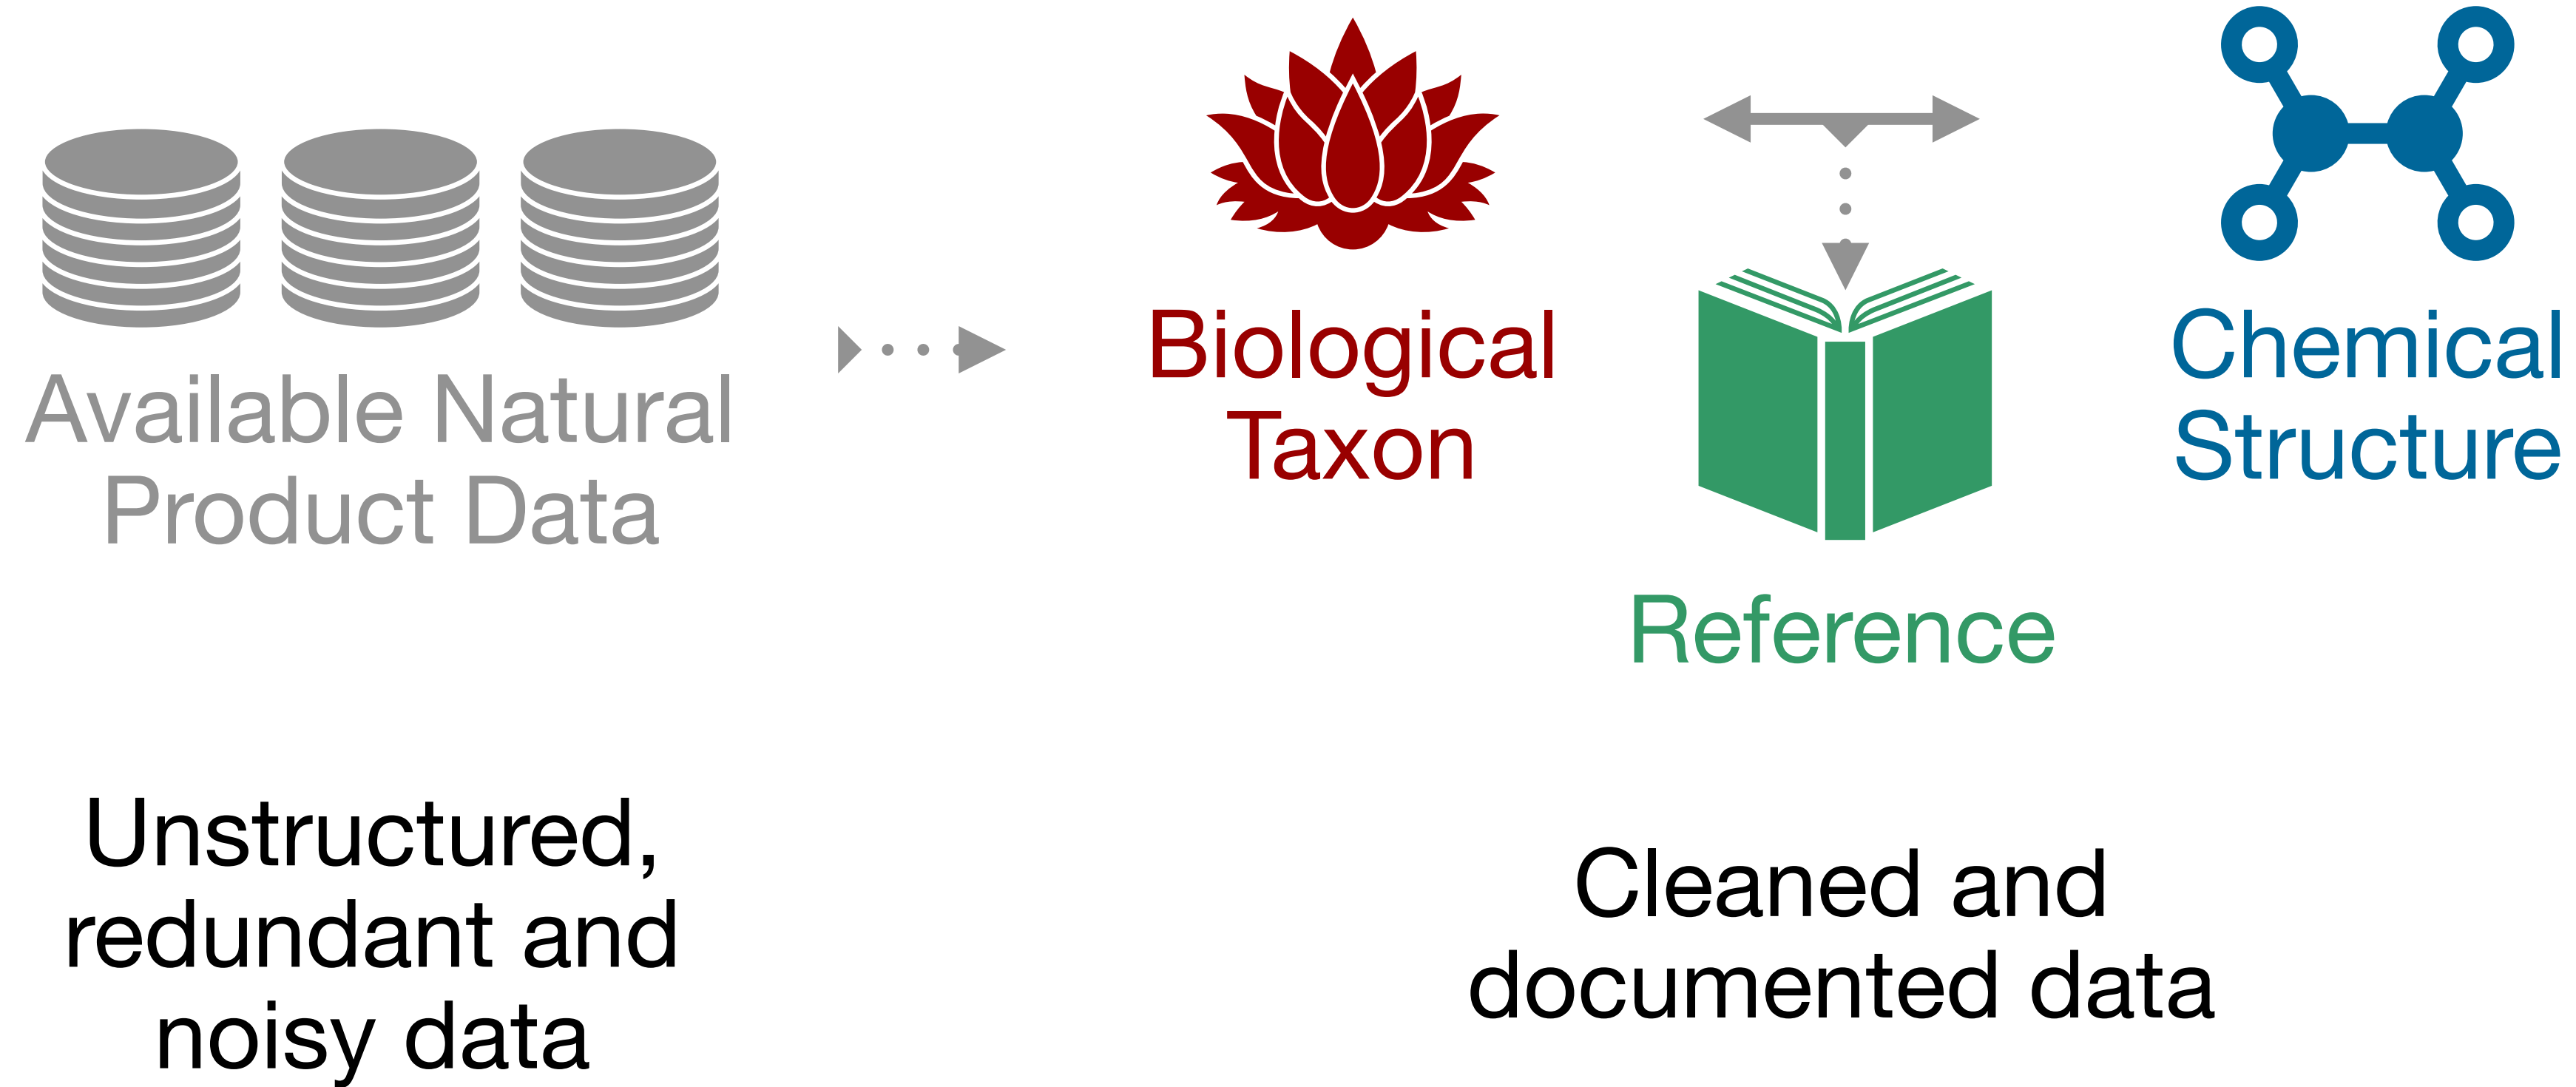 Available Natural
Product Data
Biological
Taxon
Reference
Chemical
Structure
Unstructured,
redundant and
noisy data
Cleaned and
documented data